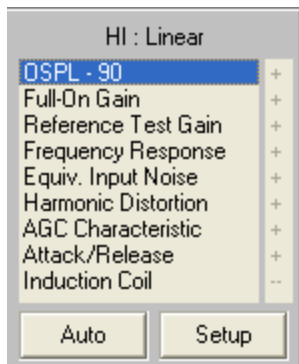 HI : Linear
OSPL - 90 +
Full-On Gain +
Reference Test Gain +
Frequency Response +
Equiv. Input Noise +
Harmonic Distortion +
AGC Characteristic +
Attack/Release +
Induction Coil --
Auto Setup